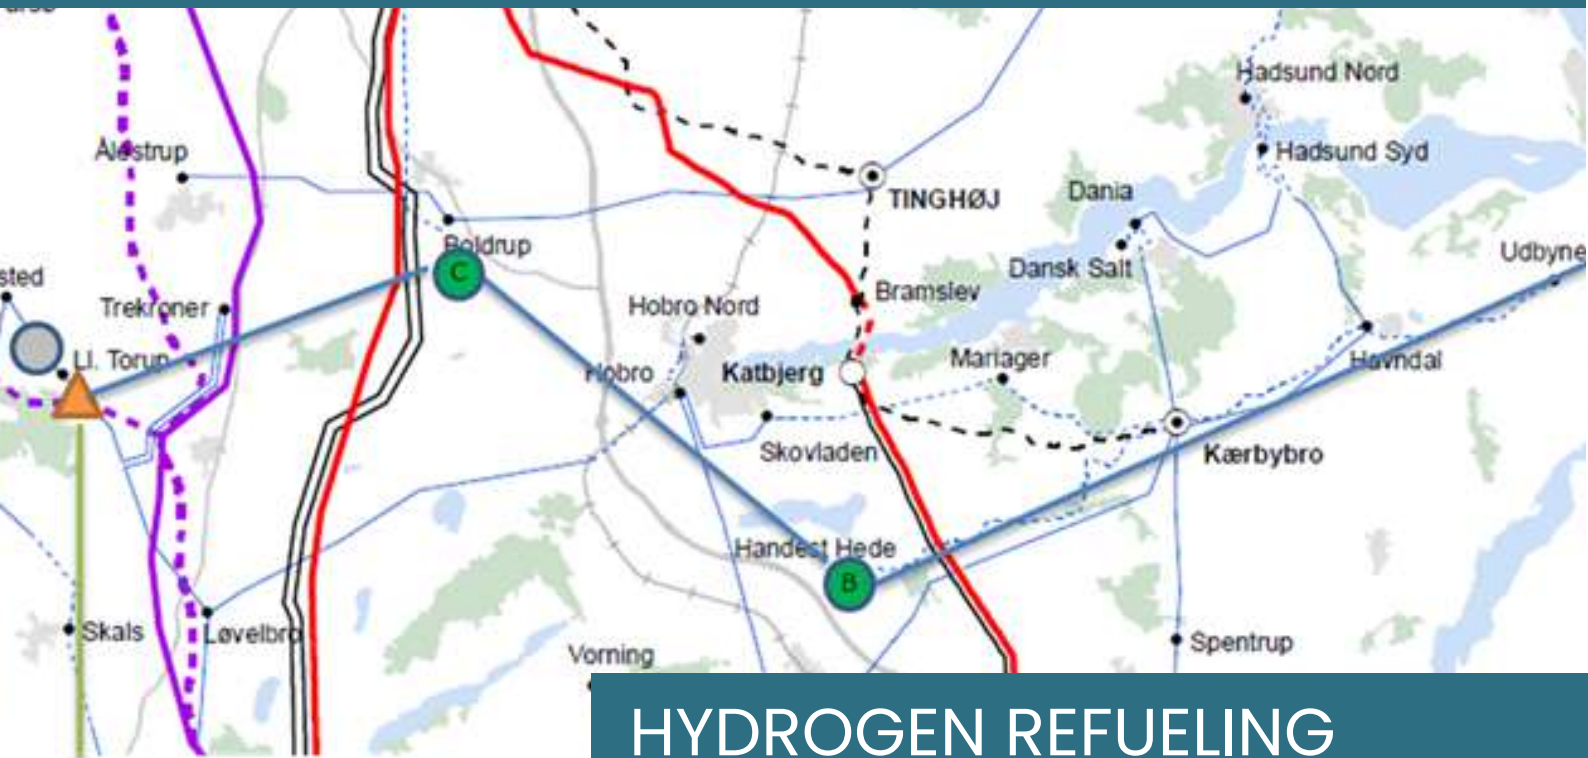 Hadsund Nord
Ålestrup
Hadsund Syd
Dania
TINGHØJ
Boldrup
Udbyne
Dansk Salt
sted
Bramslev
Trekroner
Hobro Nord
Ll. Torup
Mariager
Havndal
Hobro
Katbjerg
Skovladen
Kærbybro
Handest Hede
C
B
Skals
Løvelbro
Spentrup
Vorning
HYDROGEN REFUELING